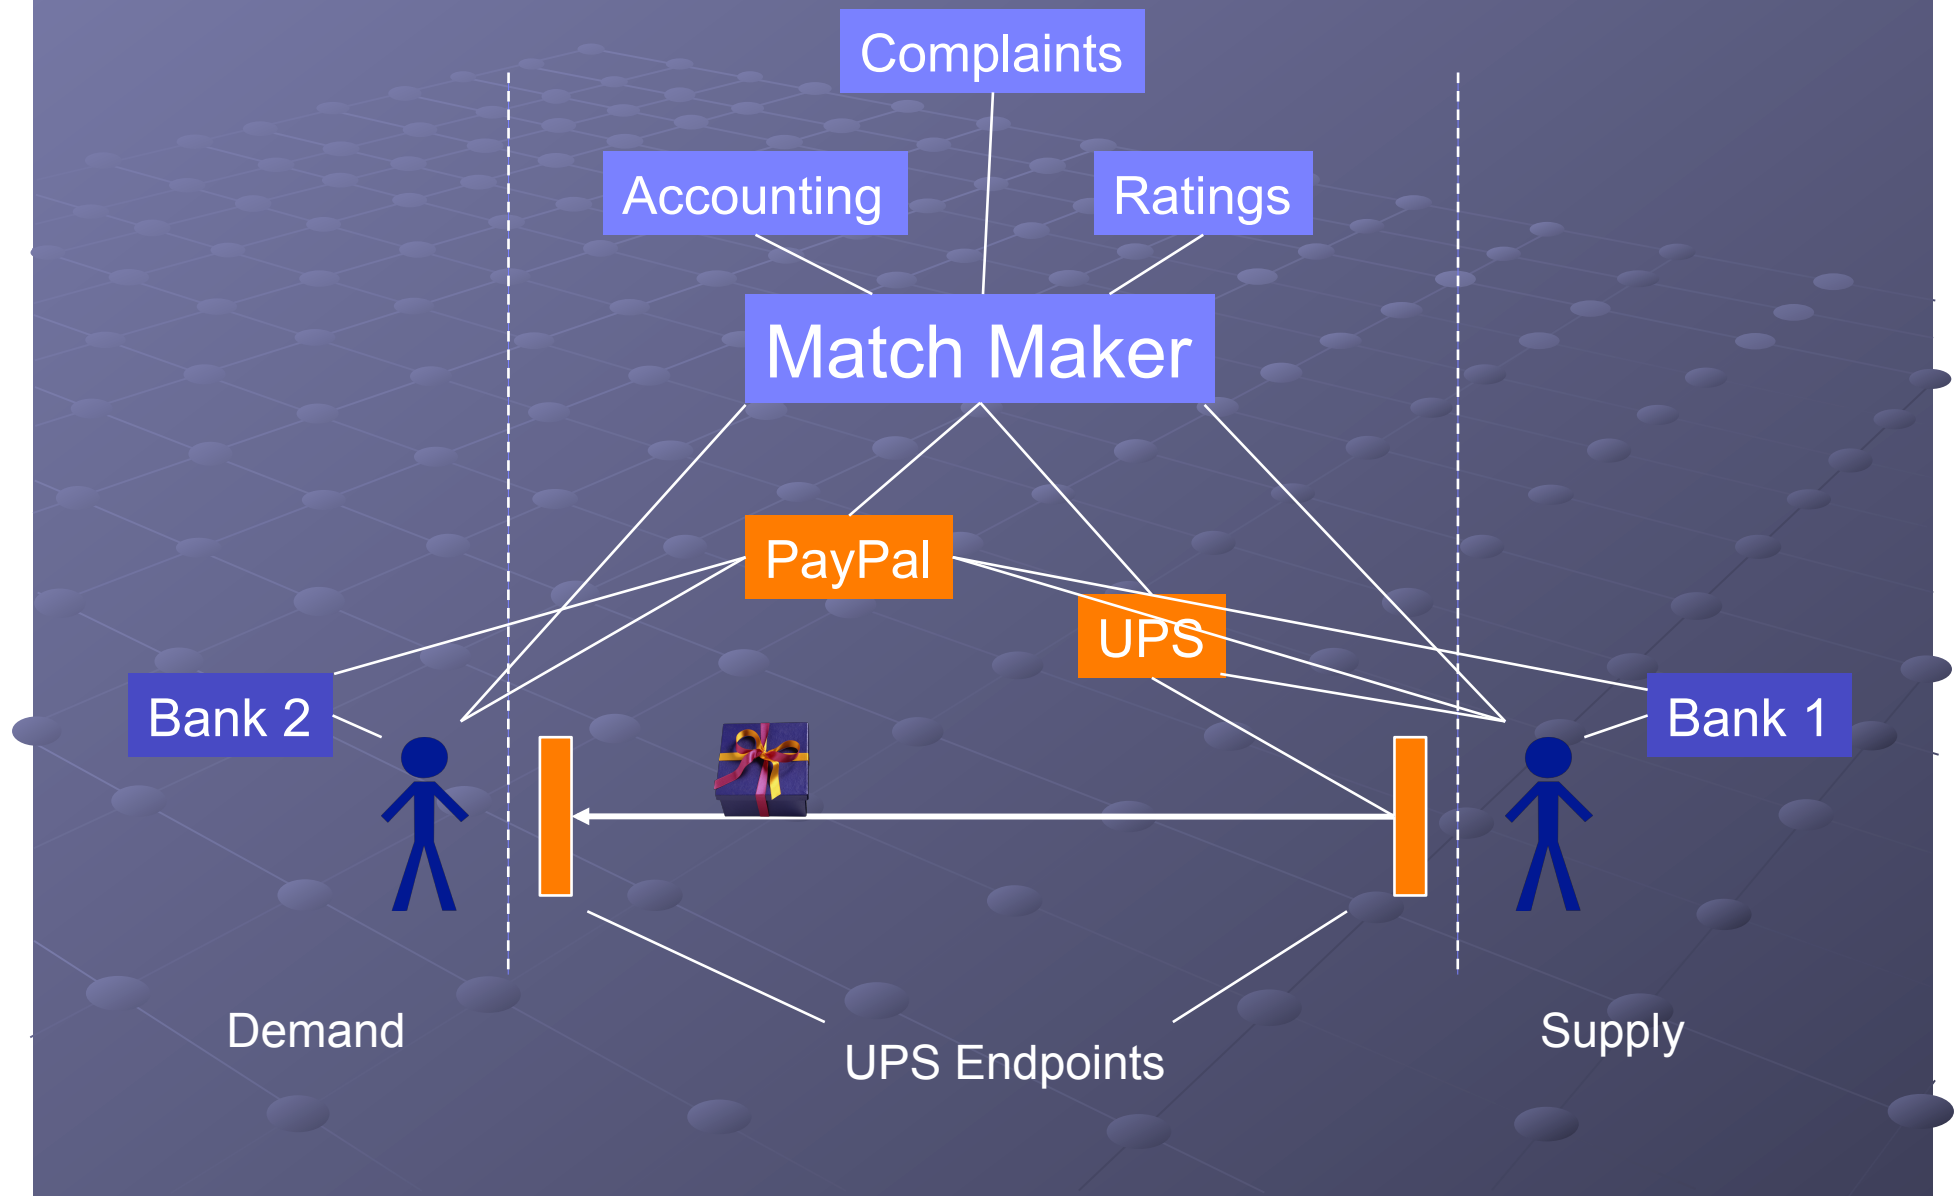 Complaints
Accounting
Ratings
Match Maker
PayPal
UPS
Bank 2
Bank 1
Demand
Supply
UPS Endpoints